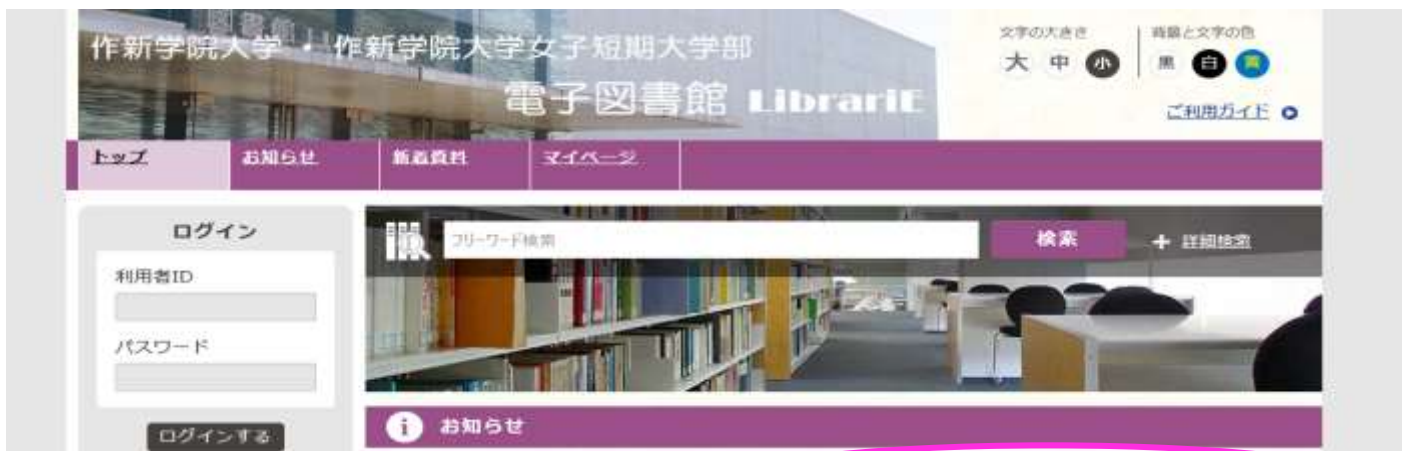 作新学院大学・作新学院大学女子短期大学部
電子図書館 LibrariE
文字の大きさ
大 中 小
背景と文字の色
黒 白 黄
ご利用ガイド
トップ
お知らせ
新着資料
マイページ
ログイン
利用者ID
パスワード
ログインする
フリーワード検索
検索
+ 詳細検索
i お知らせ